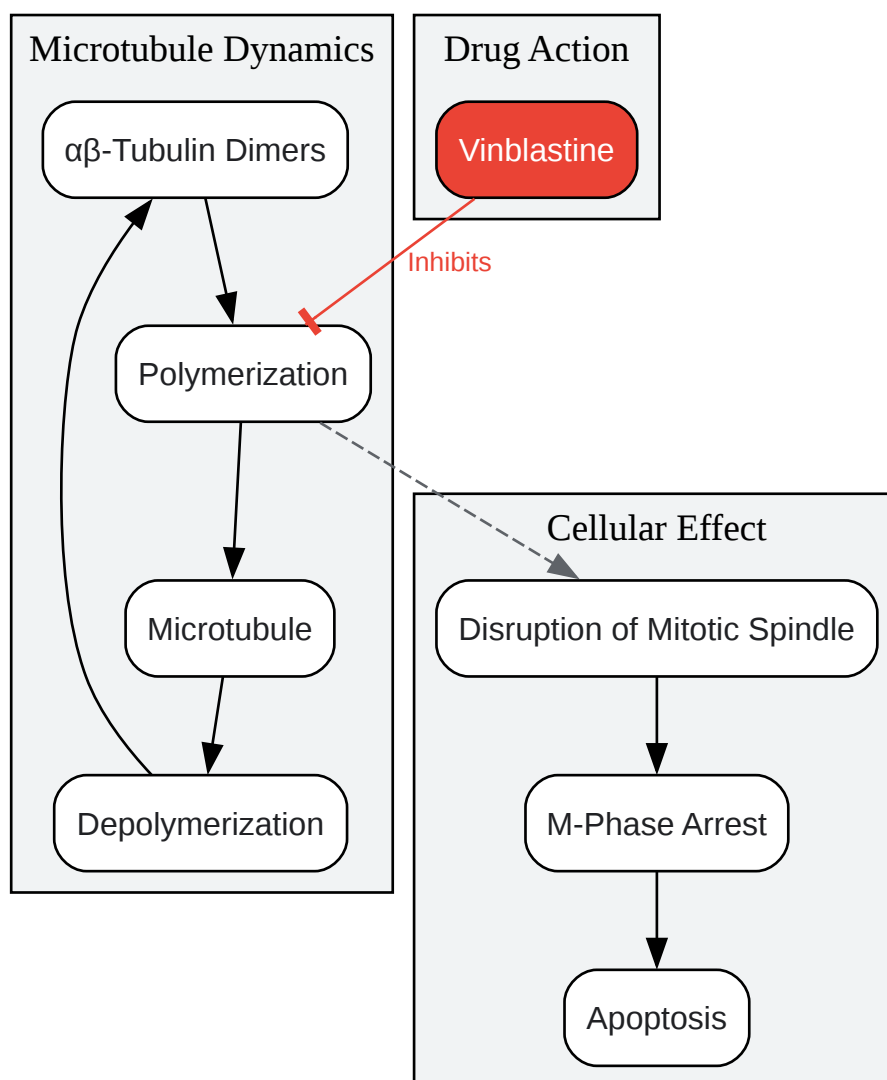 Microtubule Dynamics
αβ-Tubulin Dimers
Polymerization
Microtubule
Depolymerization
Drug Action
Vinblastine
Inhibits
Cellular Effect
Disruption of Mitotic Spindle
M-Phase Arrest
Apoptosis